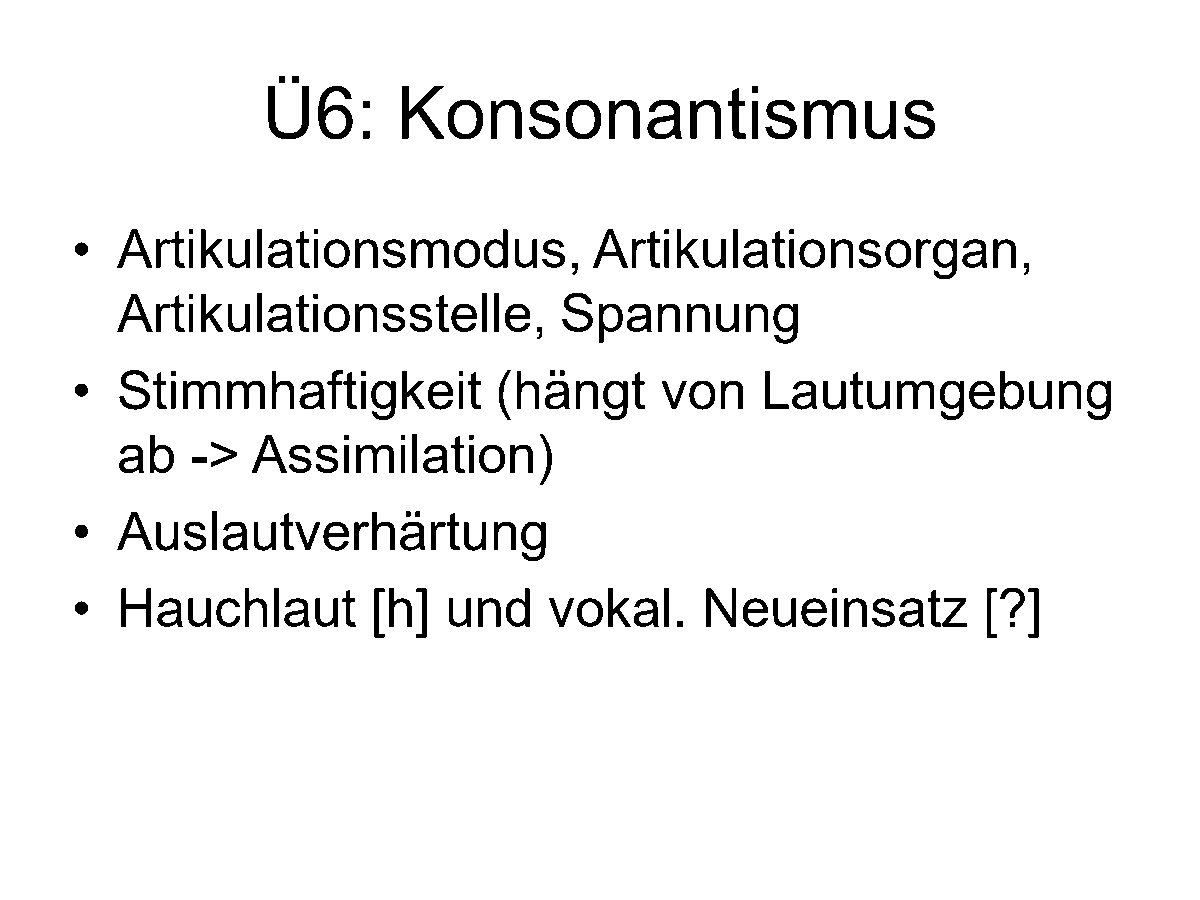 Ü6: Konsonantismus
• Artikulationsmodus, Artikulationsorgan,
Artikulationsstelle, Spannung
• Stimmhaftigkeit (hängt von Lautumgebung
ab -> Assimilation)
• Auslautverhärtung
• Hauchlaut [h] und vokal. Neueinsatz [?]